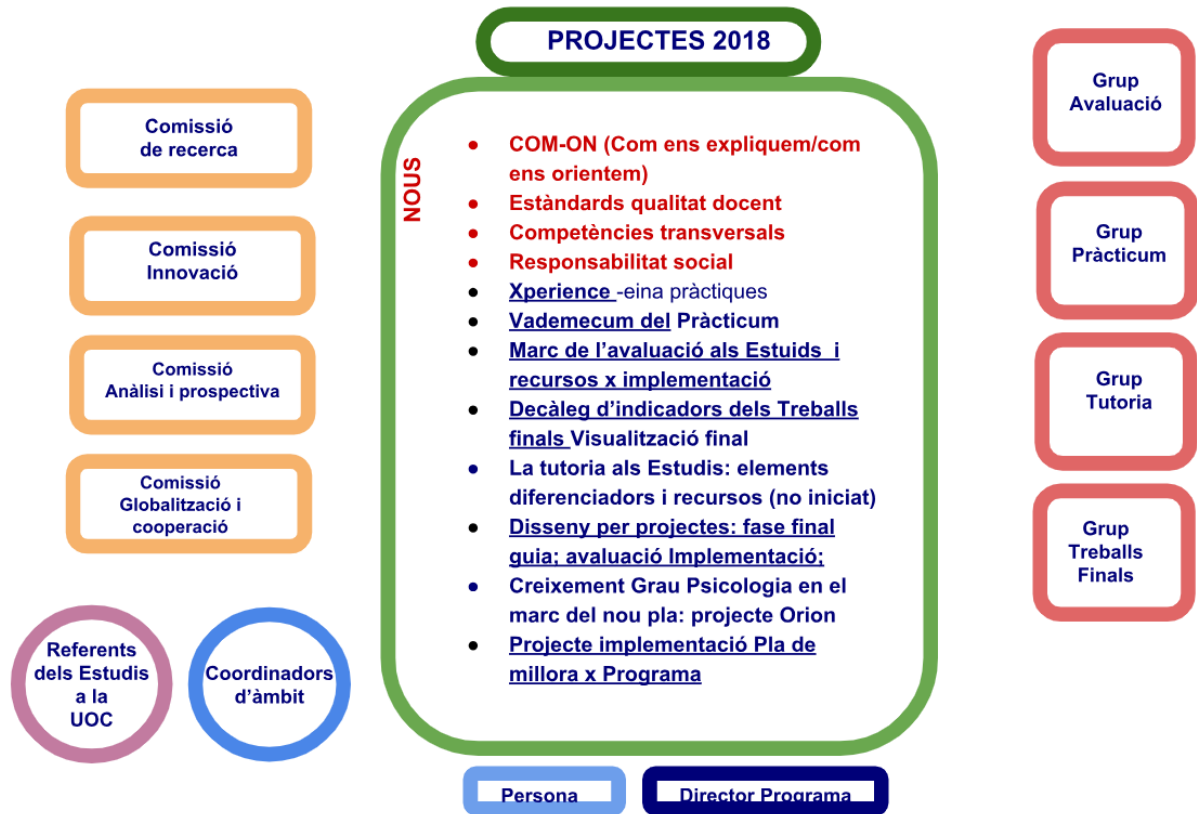 PROJECTES 2018
Comissió
de recerca
Comissió
Innovació
Comissió
Anàlisi i prospectiva
Comissió
Globalització i
cooperació
Referents
dels Estudis
a la
UOC
Coordinadors
d’àmbit
NOUS
● COM-ON (Com ens expliquem/com
ens orientem)
● Estàndards qualitat docent
● Competències transversals
● Responsabilitat social
● Xperience -eina pràctiques
● Vademecum del Pràcticum
● Marc de l’avaluació als Estuids i
recursos x implementació
● Decàleg d’indicadors dels Treballs
finals Visualització final
● La tutoria als Estudis: elements
diferenciadors i recursos (no iniciat)
● Disseny per projectes: fase final
guia; avaluació Implementació;
● Creixement Grau Psicologia en el
marc del nou pla: projecte Orion
● Projecte implementació Pla de
millora x Programa
Grup
Avaluació
Grup
Pràcticum
Grup
Tutoria
Grup
Treballs
Finals
Persona
Director Programa